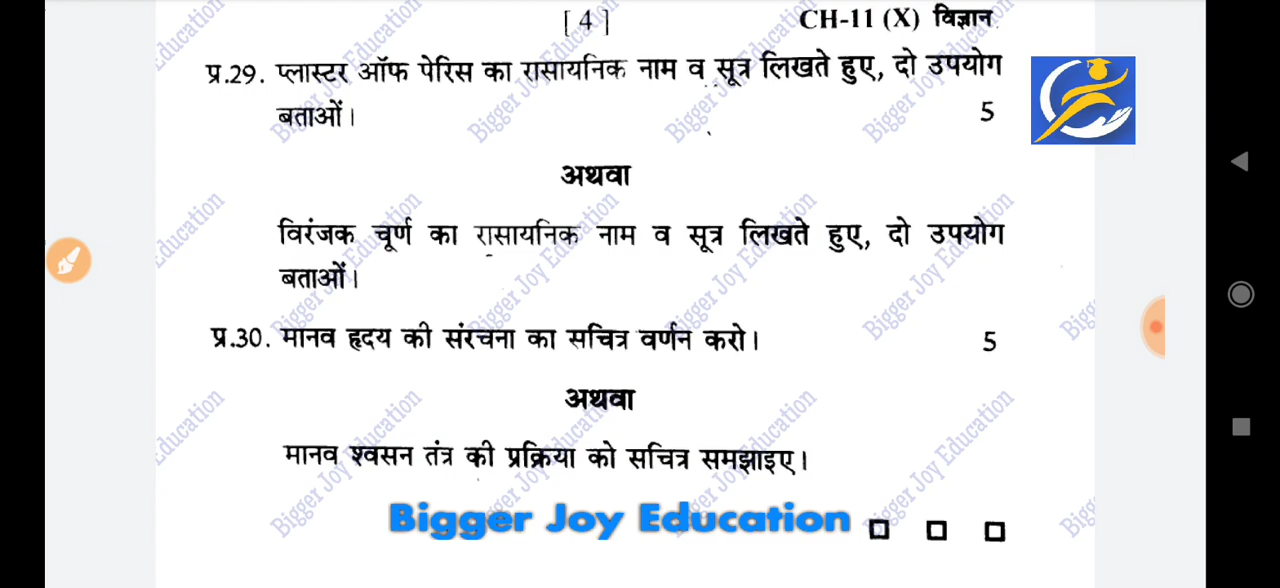 [ 4 ]
CH-11 (X) विज्ञान
प्र.29. प्लास्टर ऑफ पेरिस का रासायनिक नाम व सूत्र लिखते हुए, दो उपयोग
बताओं। 5
अथवा
विरंजक चूर्ण का रासायनिक नाम व सूत्र लिखते हुए, दो उपयोग
बताओं।
प्र.30. मानव हृदय की संरचना का सचित्र वर्णन करो। 5
अथवा
मानव श्वसन तंत्र की प्रक्रिया को सचित्र समझाइए।
Bigger Joy Education